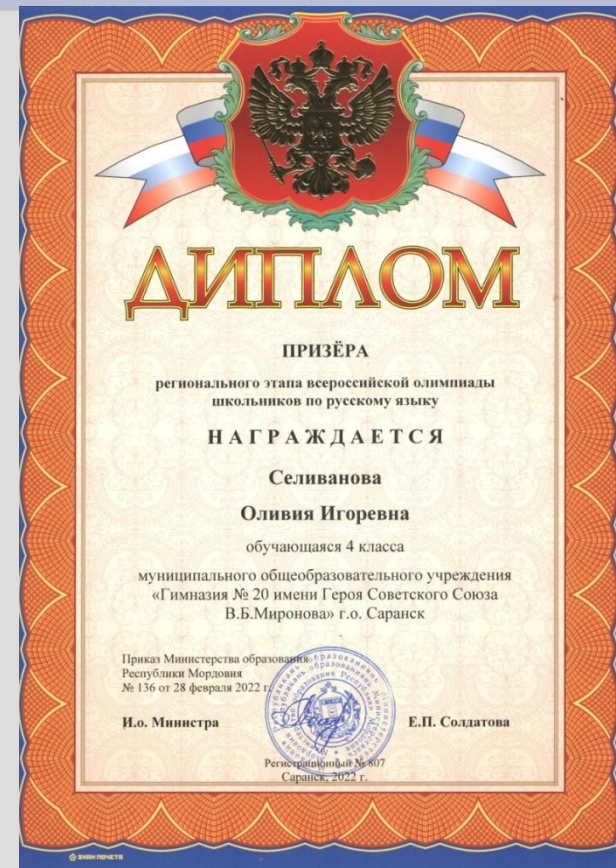 ДИПЛОМ
ПРИЗЁРА
регионального этапа всероссийской олимпиады
школьников по русскому языку
НАГРАЖДАЕТСЯ
Селиванова
Оливия Игоревна
обучающаяся 4 класса
муниципального общеобразовательного учреждения
«Гимназия № 20 имени Героя Советского Союза
В.Б.Миронова» г.о. Саранск
Приказ Министерства образования
Республики Мордовия
№ 136 от 28 февраля 2022 г.
И.о. Министра
Е.П. Солдатова
Регистрационный № 807
Саранск, 2022 г.
ЗНАК ПОЧЕТА